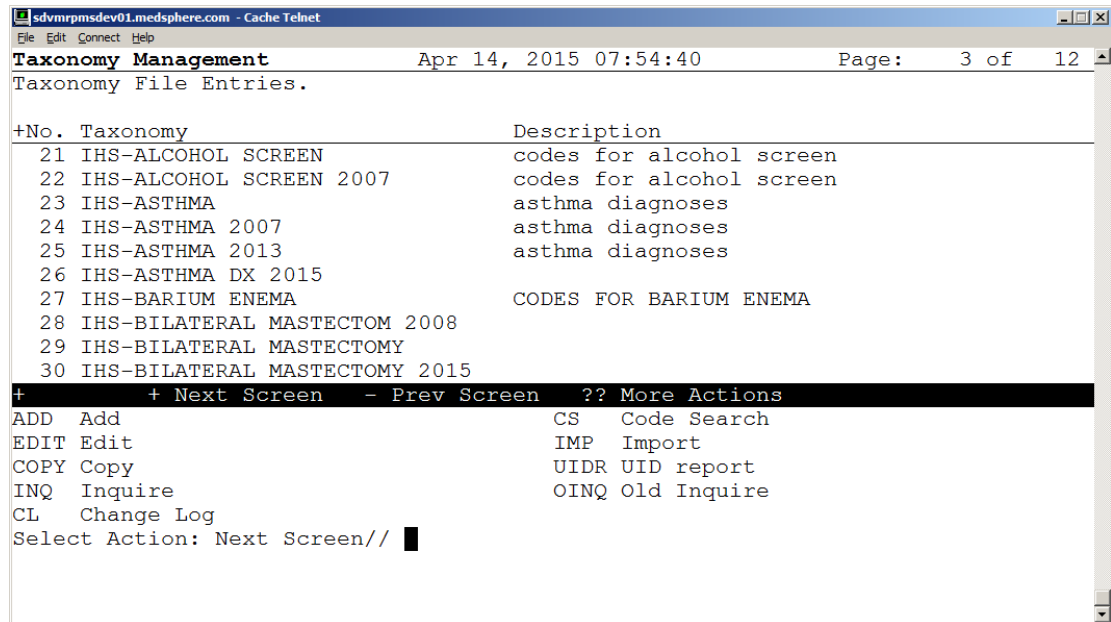 sdvmrpmsdev01.medsphere.com - Cache Telnet
File Edit Connect Help
Taxonomy Management Apr 14, 2015 07:54:40 Page: 3 of 12
Taxonomy File Entries.
+No. Taxonomy Description
21 IHS-ALCOHOL SCREEN codes for alcohol screen
22 IHS-ALCOHOL SCREEN 2007 codes for alcohol screen
23 IHS-ASTHMA asthma diagnoses
24 IHS-ASTHMA 2007 asthma diagnoses
25 IHS-ASTHMA 2013 asthma diagnoses
26 IHS-ASTHMA DX 2015
27 IHS-BARIUM ENEMA CODES FOR BARIUM ENEMA
28 IHS-BILATERAL MASTECTOM 2008
29 IHS-BILATERAL MASTECTOMY
30 IHS-BILATERAL MASTECTOMY 2015
+ + Next Screen - Prev Screen ?? More Actions
ADD Add CS Code Search
EDIT Edit IMP Import
COPY Copy UIDR UID report
INQ Inquire OINQ Old Inquire
CL Change Log
Select Action: Next Screen//